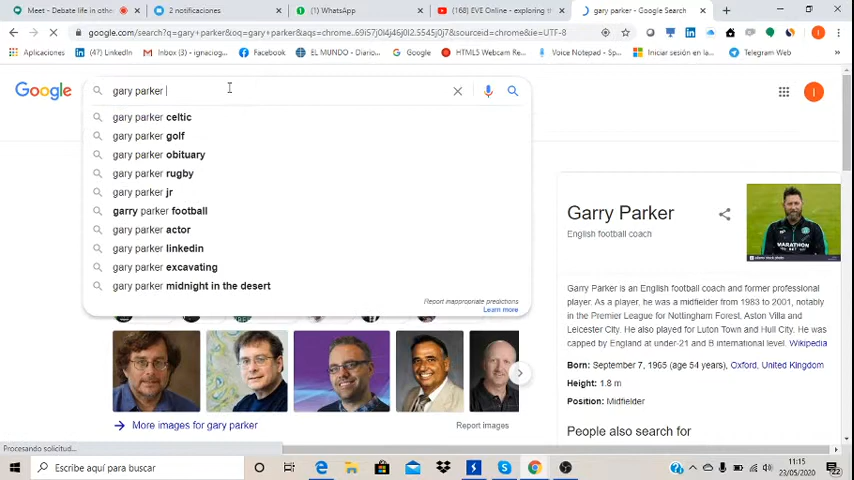 Meet - Debate life in othe
2 notificaciones
(1) WhatsApp
(168) EVE Online - exploring th
gary parker - Google Search
google.com/search?q=gary+parker&oq=gary+parker&aqs=chrome..69i57j0l4j46j0l2.5545j0j7&sourceid=chrome&ie=UTF-8
Aplicaciones
(47) LinkedIn
Inbox (3) - ignaciog...
Facebook
EL MUNDO - Diario...
Google
HTML5 Webcam Re...
Voice Notepad - Sp...
Iniciar sesión en la...
Telegram Web
Google
gary parker
gary parker celtic
gary parker golf
gary parker obituary
gary parker rugby
gary parker jr
garry parker football
gary parker actor
gary parker linkedin
gary parker excavating
gary parker midnight in the desert
Report inappropriate predictions
Learn more
More images for gary parker
Report images
Garry Parker
English football coach
MARATHON
BET
Garry Parker is an English football coach and former professional
player. As a player, he was a midfielder from 1983 to 2001, notably
in the Premier League for Nottingham Forest, Aston Villa and
Leicester City. He also played for Luton Town and Hull City. He was
capped by England at under-21 and B international level. Wikipedia
Born: September 7, 1965 (age 54 years), Oxford, United Kingdom
Height: 1.8 m
Position: Midfielder
People also search for
Procesando solicitud...
Escribe aquí para buscar
11:15
23/05/2020
22